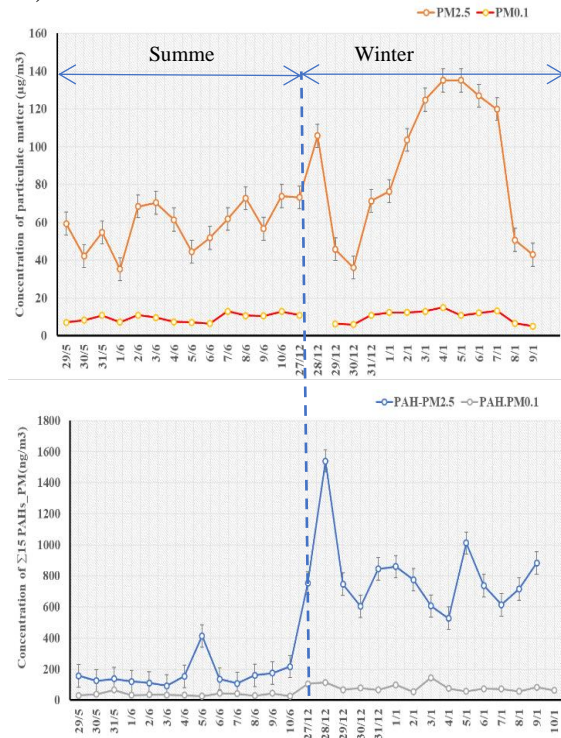 PM2.5 PM0.1
Summe Winter
Concentration of particulate matter (µg/m3)
160
140
120
100
80
60
40
20
0
29/5 30/5 31/5 1/6 2/6 3/6 4/6 5/6 6/6 7/6 8/6 9/6 10/6 27/12 28/12 29/12 30/12 31/12 1/1 2/1 3/1 4/1 5/1 6/1 7/1 8/1 9/1
PAH-PM2.5 PAH.PM0.1
Concentration of ∑15 PAHs_PM(ng/m3)
1800
1600
1400
1200
1000
800
600
400
200
0
29/5 30/5 31/5 1/6 2/6 3/6 4/6 5/6 6/6 7/6 8/6 9/6 10/6 27/12 28/12 29/12 30/12 31/12 1/1 2/1 3/1 4/1 5/1 6/1 7/1 8/1 9/1 10/1